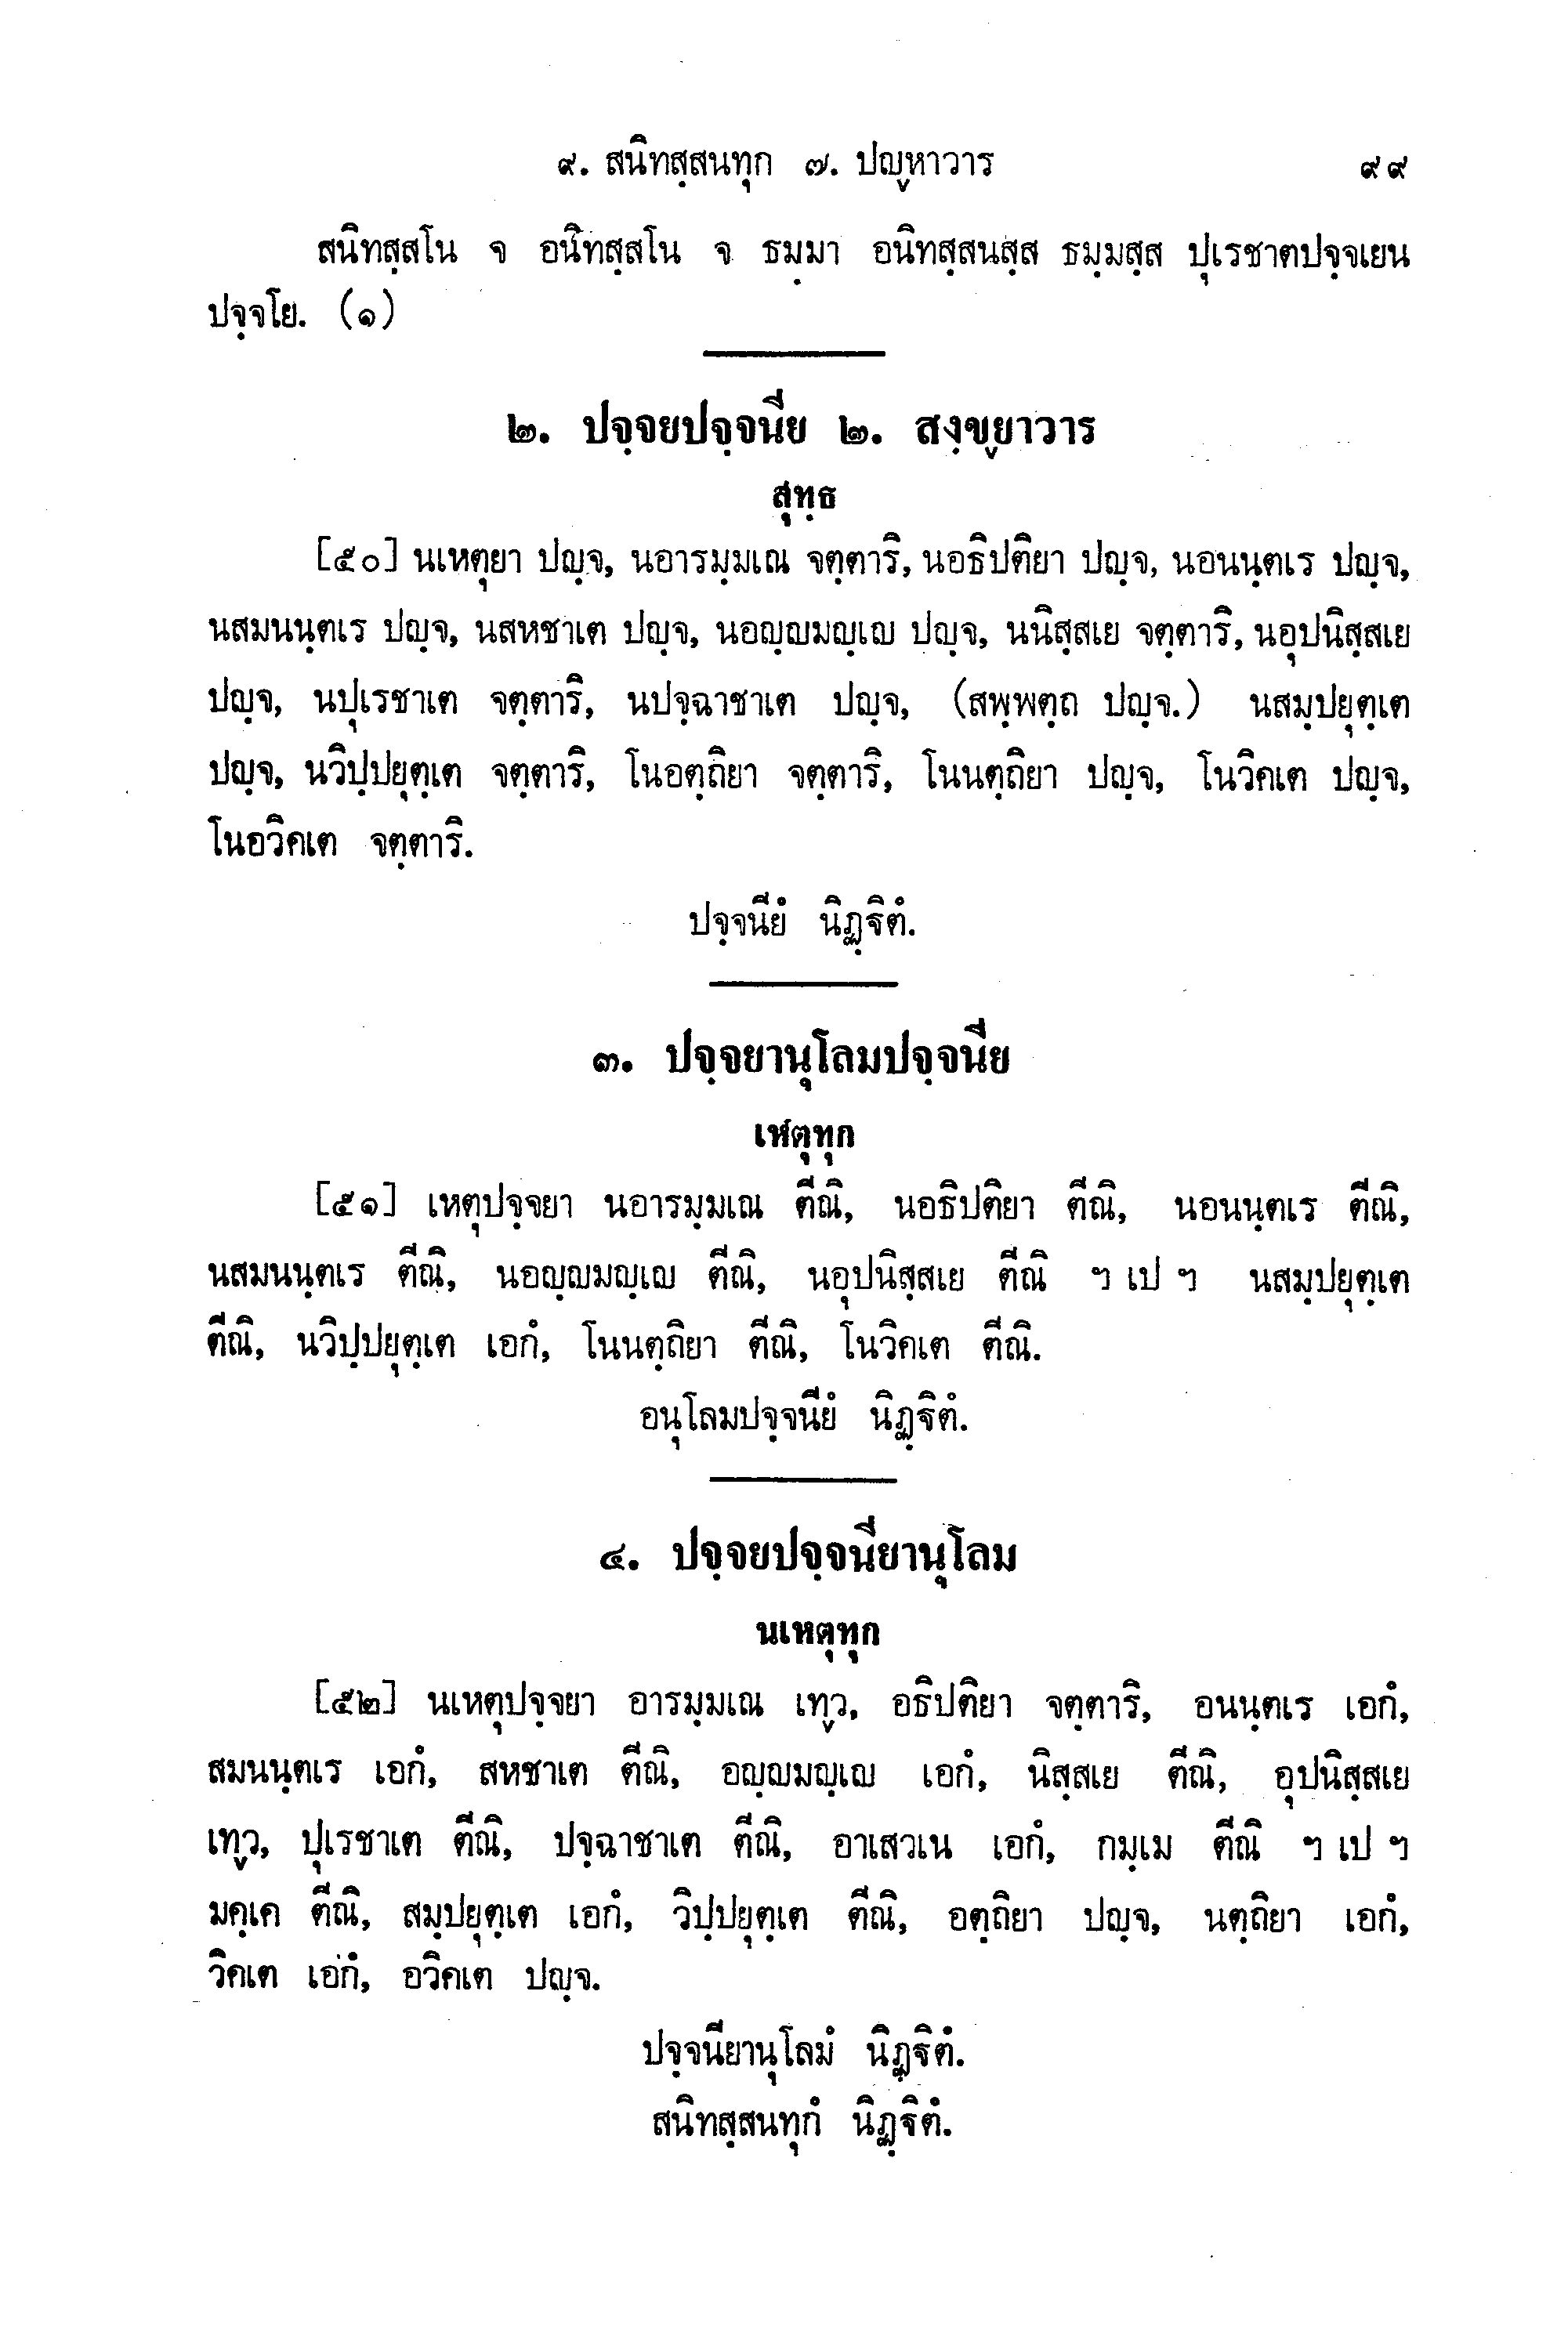 ๙. สนิทสฺสนทุก ๗. ปญฺหาวาร ๙๙
สนิทสฺสโน จ อนิทสฺสโน จ ธมฺมา อนิทสฺสนสฺส ธมฺมสฺส ปุเรชาตปจฺจเยน
ปจฺจโย. (๑)
๒. ปจฺจยปจฺจนีย ๒. สงฺขฺยาวาร
สุทฺธ
[๕๐] นเหตุยา ปญฺจ, นอารมฺมเณ จตฺตาริ, นอธิปติยา ปญฺจ, นอนนฺตเร ปญฺจ,
นสมนนฺตเร ปญฺจ, นสหชาเต ปญฺจ, นอญฺญมญฺเญ ปญฺจ, นนิสฺสเย จตฺตาริ, นอุปนิสฺสเย
ปญฺจ, นปุเรชาเต จตฺตาริ, นปจฺฉาชาเต ปญฺจ, (สพฺพตฺถ ปญฺจ.) นสมฺปยุตฺเต
ปญฺจ, นวิปฺปยุตฺเต จตฺตาริ, โนอตฺถิยา จตฺตาริ, โนนตฺถิยา ปญฺจ, โนวิคเต ปญฺจ,
โนอวิคเต จตฺตาริ.
ปจฺจนียํ นิฏฺฐิตํ.
๓. ปจฺจยานุโลมปจฺจนีย
เหตุทุก
[๕๑] เหตุปจฺจยา นอารมฺมเณ ตีณิ, นอธิปติยา ตีณิ, นอนนฺตเร ตีณิ,
นสมนนฺตเร ตีณิ, นอญฺญมญฺเญ ตีณิ, นอุปนิสฺสเย ตีณิ ฯ เป ฯ นสมฺปยุตฺเต
ตีณิ, นวิปฺปยุตฺเต เอกํ, โนนตฺถิยา ตีณิ, โนวิคเต ตีณิ.
อนุโลมปจฺจนียํ นิฏฺฐิตํ.
๔. ปจฺจยปจฺจนียานุโลม
นเหตุทุก
[๕๒] นเหตุปจฺจยา อารมฺมเณ เทฺว, อธิปติยา จตฺตาริ, อนนฺตเร เอกํ,
สมนนฺตเร เอกํ, สหชาเต ตีณิ, อญฺญมญฺเญ เอกํ, นิสฺสเย ตีณิ, อุปนิสฺสเย
เทฺว, ปุเรชาเต ตีณิ, ปจฺฉาชาเต ตีณิ, อาเสวเน เอกํ, กมฺเม ตีณิ ฯ เป ฯ
มคฺเค ตีณิ, สมฺปยุตฺเต เอกํ, วิปฺปยุตฺเต ตีณิ, อตฺถิยา ปญฺจ, นตฺถิยา เอกํ,
วิคเต เอกํ, อวิคเต ปญฺจ.
ปจฺจนียานุโลมํ นิฏฺฐิตํ.
สนิทสฺสนทุกํ นิฏฺฐิตํ.